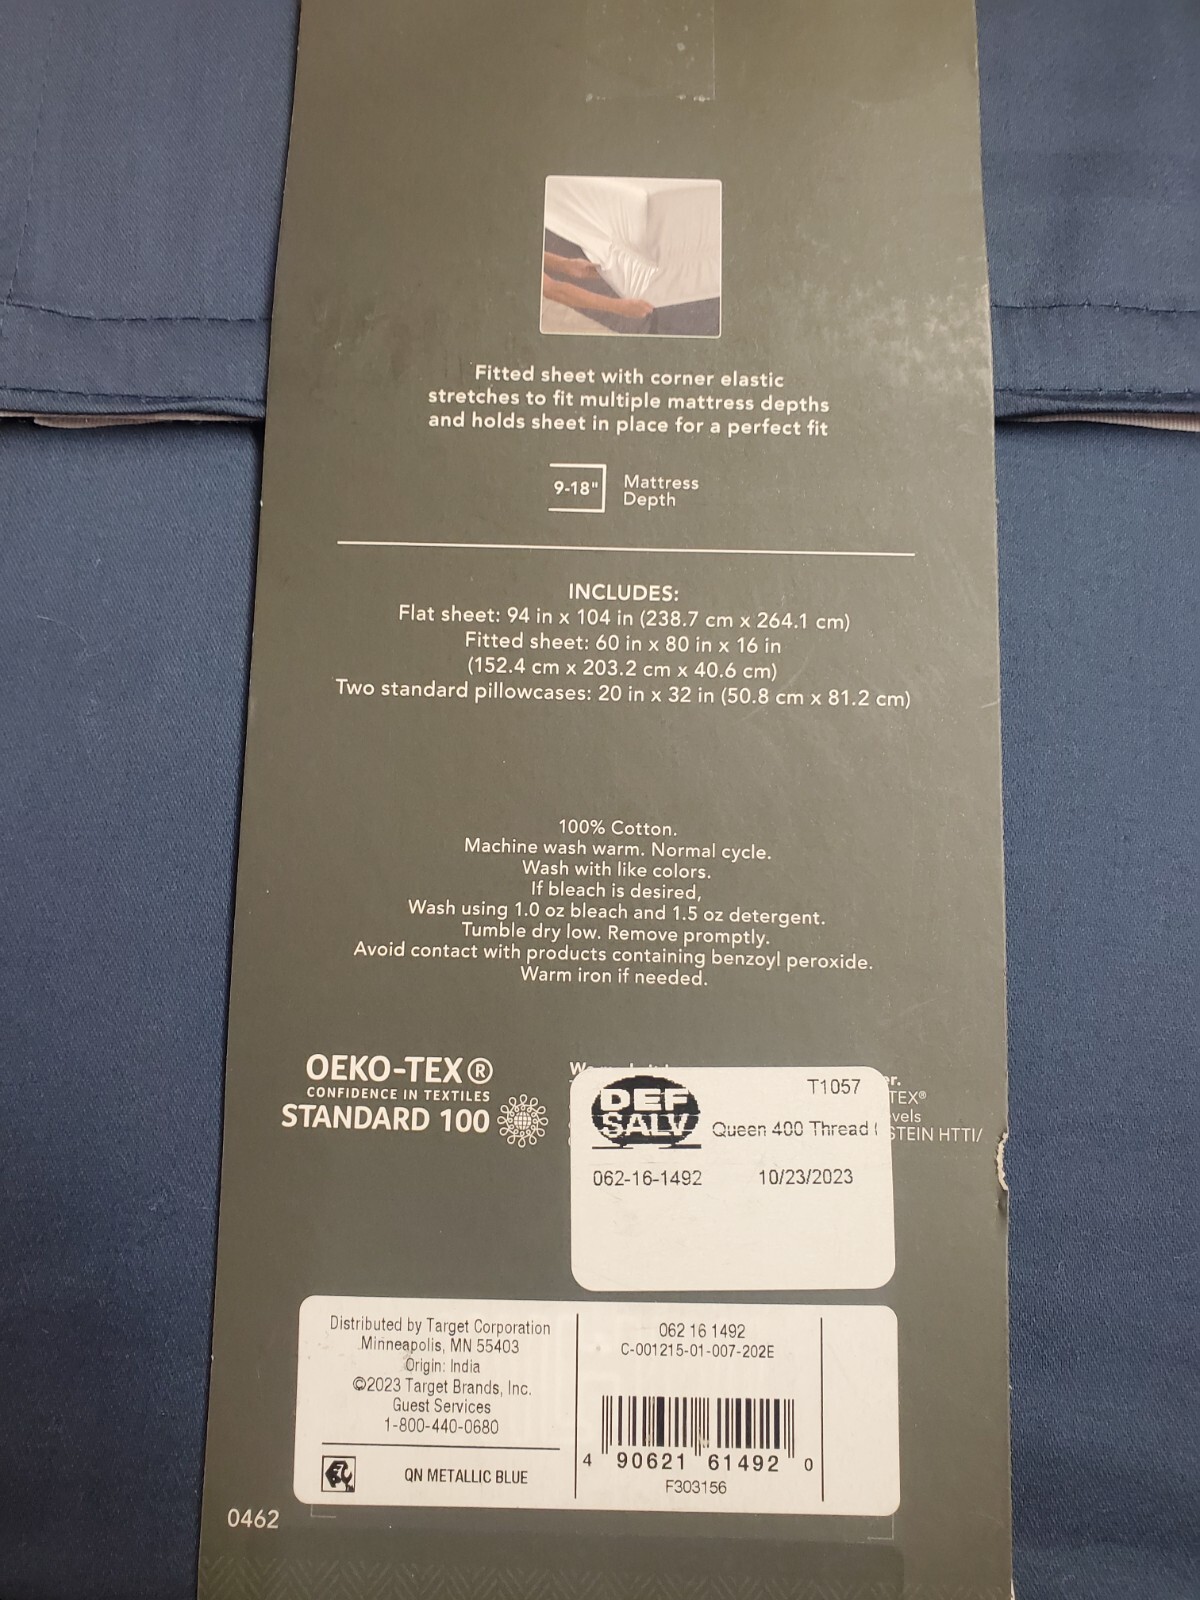 Fitted sheet with corner elastic
stretches to fit multiple mattress depths
and holds sheet in place for a perfect fit
9-18"
Mattress
Depth
INCLUDES:
Flat sheet: 94 in x 104 in (238.7 cm x 264.1 cm)
Fitted sheet: 60 in x 80 in x 16 in
(152.4 cm x 203.2 cm x 40.6 cm)
Two standard pillowcases: 20 in x 32 in (50.8 cm x 81.2 cm)
100% Cotton.
Machine wash warm. Normal cycle.
Wash with like colors.
If bleach is desired,
Wash using 1.0 oz bleach and 1.5 oz detergent.
Tumble dry low. Remove promptly.
Avoid contact with products containing benzoyl peroxide.
Warm iron if needed.
OEKO-TEX®
CONFIDENCE IN TEXTILES
STANDARD 100
er.
TEX®
evels
STEIN HTTI/
DEF
SALV
T1057
Queen 400 Thread
062-16-1492 10/23/2023
Distributed by Target Corporation
Minneapolis, MN 55403
Origin: India
©2023 Target Brands, Inc.
Guest Services
1-800-440-0680
QN METALLIC BLUE
062 16 1492
C-001215-01-007-202E
4 90621 61492 0
F303156
0462